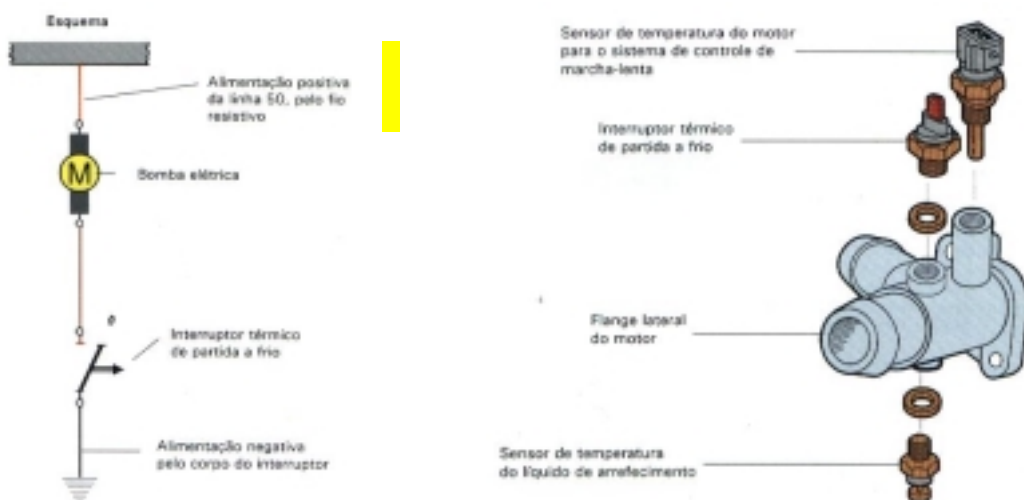 Esquema
Alimentação positiva
da linha 50, pelo fio
resistivo
M
Bomba elétrica
θ
Interruptor térmico
de partida a frio
Alimentação negativa
pelo corpo do interruptor
Sensor de temperatura do motor
para o sistema de controle de
marcha-lenta
Interruptor térmico
de partida a frio
Flange lateral
do motor
Sensor de temperatura
do líquido de arrefecimento